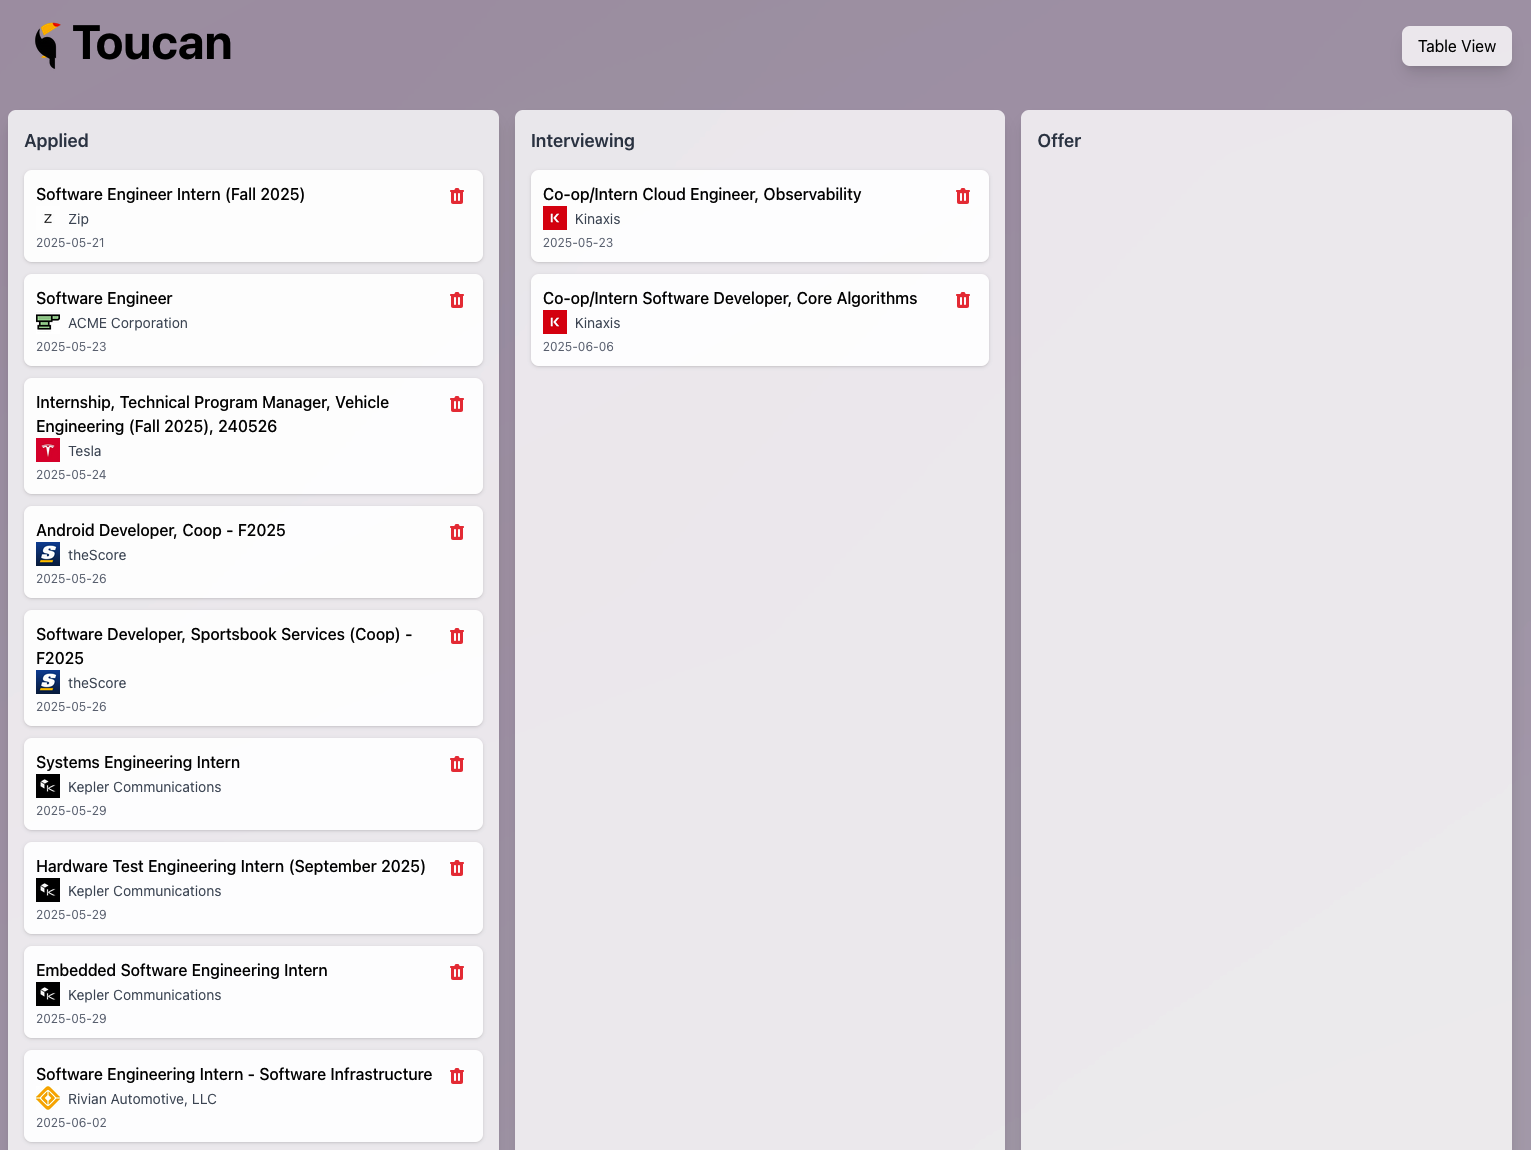 Toucan
Table View
Applied
Software Engineer Intern (Fall 2025)
Z Zip
2025-05-21
Software Engineer
ACME Corporation
2025-05-23
Internship, Technical Program Manager, Vehicle
Engineering (Fall 2025), 240526
Tesla
2025-05-24
Android Developer, Coop - F2025
S theScore
2025-05-26
Software Developer, Sportsbook Services (Coop) -
F2025
S theScore
2025-05-26
Systems Engineering Intern
K Kepler Communications
2025-05-29
Hardware Test Engineering Intern (September 2025)
K Kepler Communications
2025-05-29
Embedded Software Engineering Intern
K Kepler Communications
2025-05-29
Software Engineering Intern - Software Infrastructure
Rivian Automotive, LLC
2025-06-02
Interviewing
Co-op/Intern Cloud Engineer, Observability
K Kinaxis
2025-05-23
Co-op/Intern Software Developer, Core Algorithms
K Kinaxis
2025-06-06
Offer